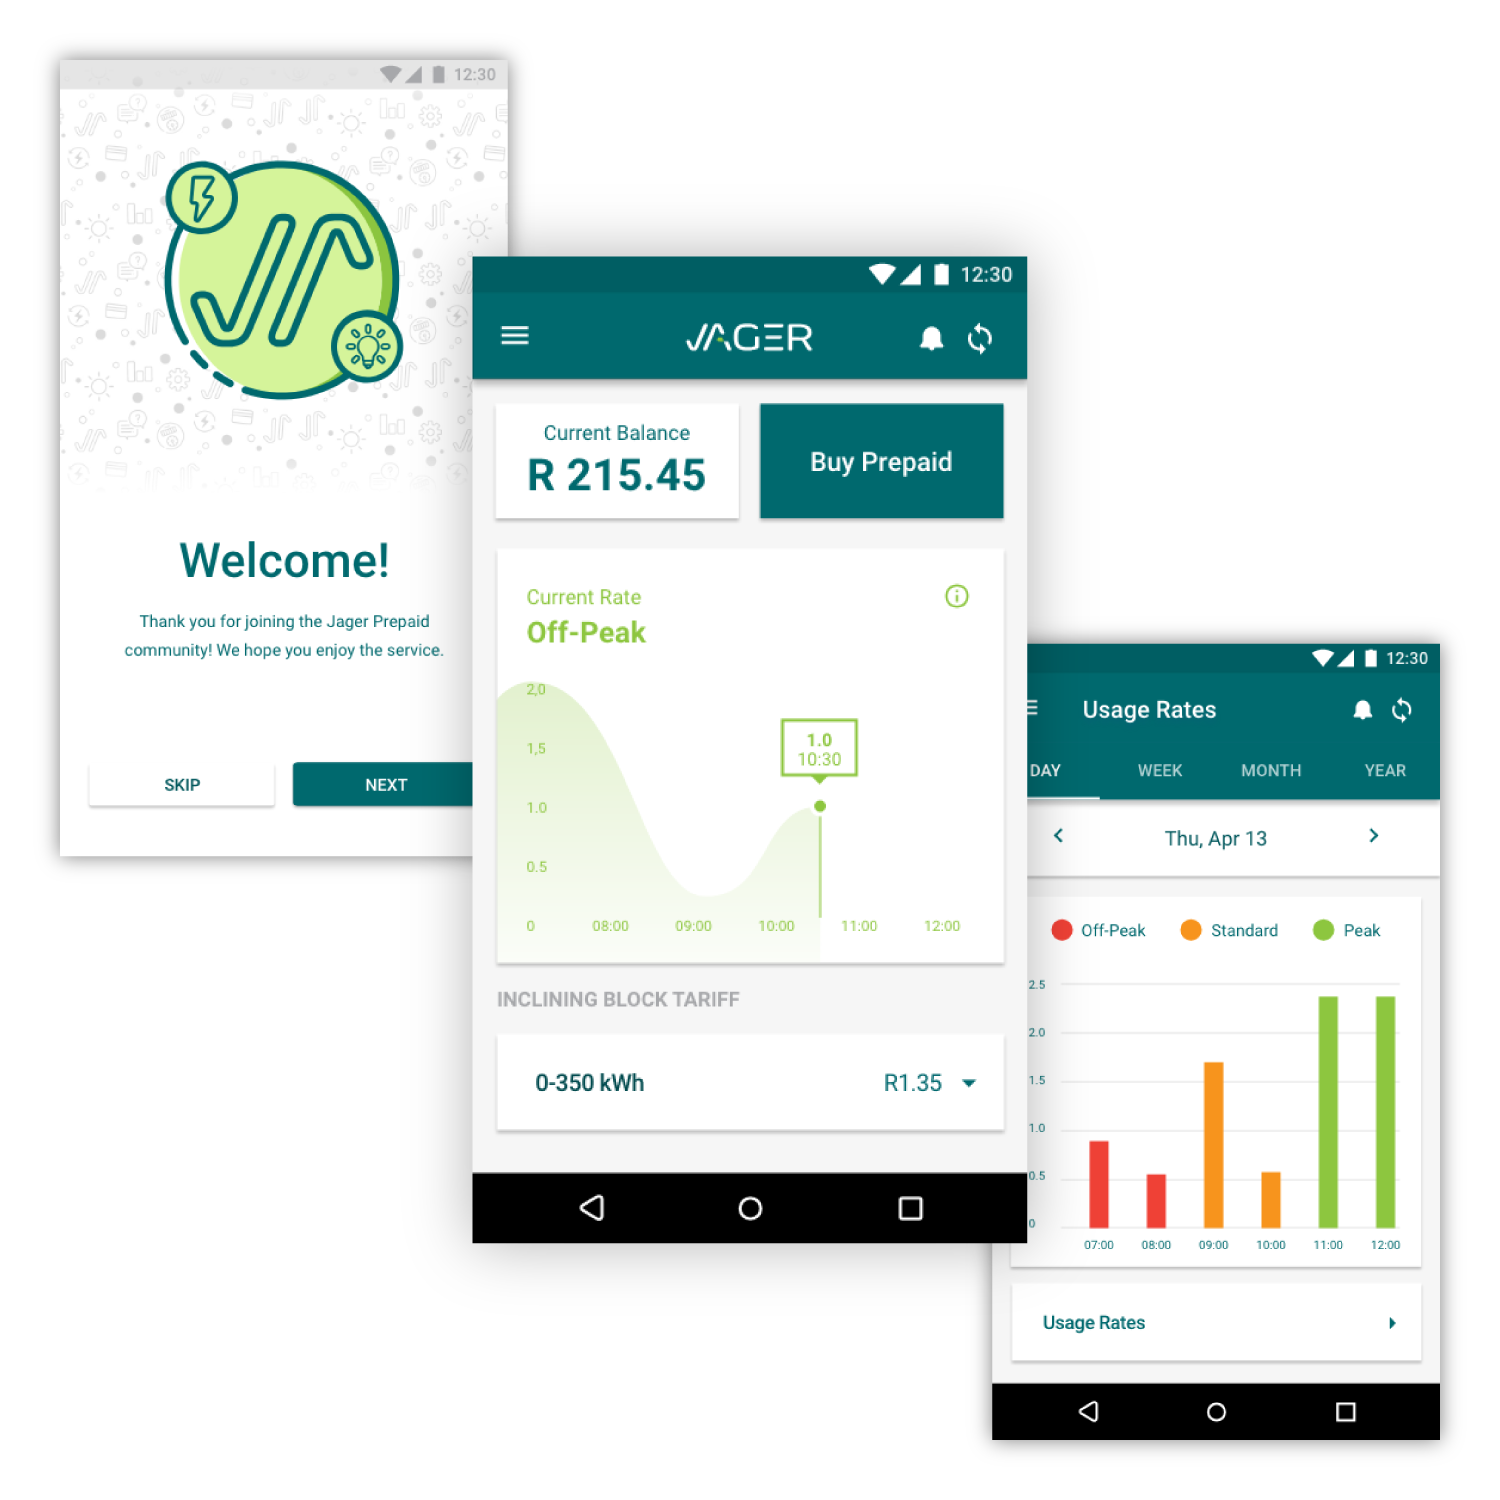 12:30
Welcome!
Thank you for joining the Jager Prepaid
community! We hope you enjoy the service.
SKIP
NEXT
12:30
JAGER
Current Balance
R 215.45
Buy Prepaid
Current Rate
Off-Peak
2,0
1,5
1.0
0.5
1.0
10:30
0 08:00 09:00 10:00 11:00 12:00
INCLINING BLOCK TARIFF
0-350 kWh R1.35
12:30
Usage Rates
DAY WEEK MONTH YEAR
Thu, Apr 13
Off-Peak Standard Peak
2.5
2.0
1.5
1.0
0.5
0
07:00 08:00 09:00 10:00 11:00 12:00
Usage Rates